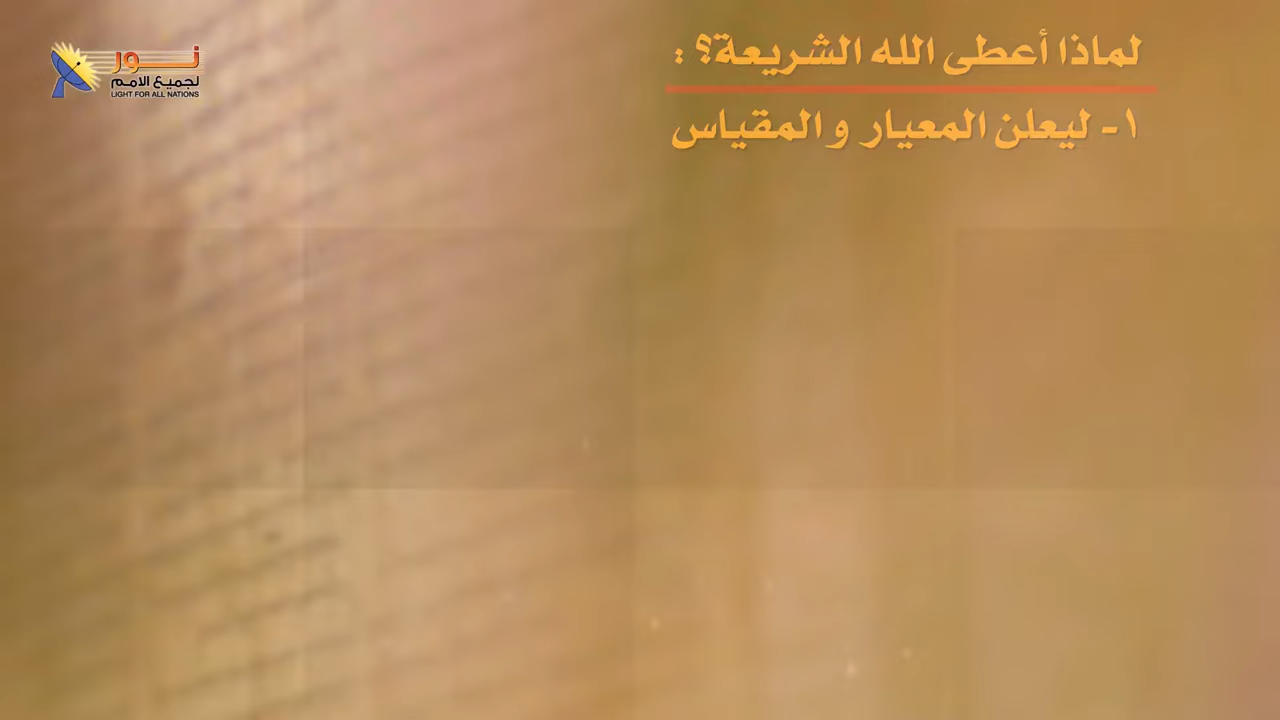 لماذا أعطى الله الشريعة؟ :
١- ليعلن المعيار و المقياس
نور
لجميع الامم
LIGHT FOR ALL NATIONS